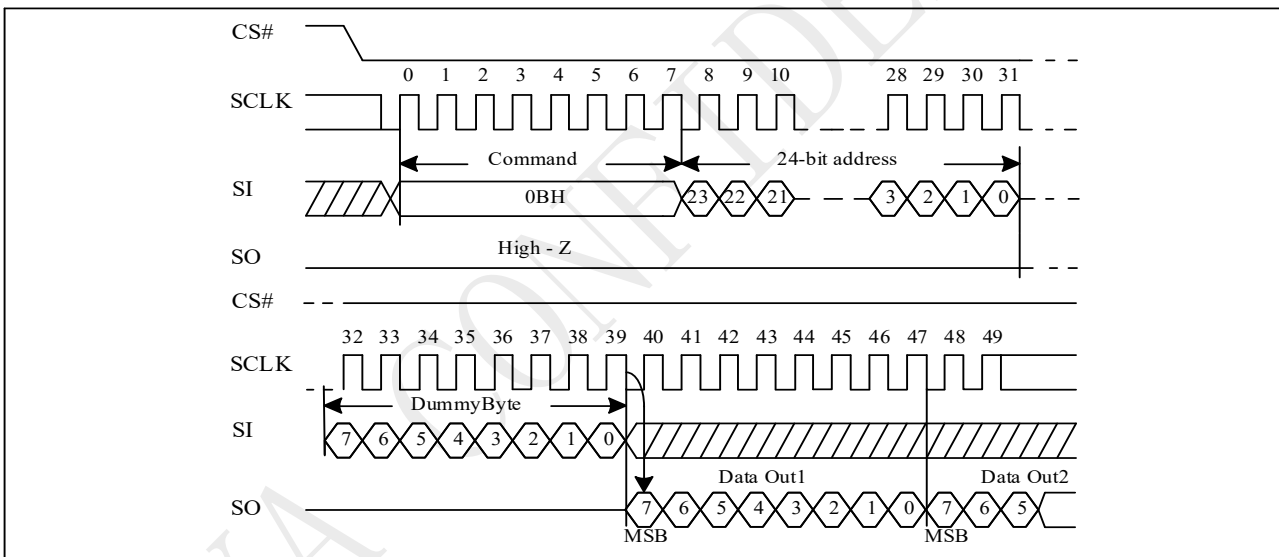 CS#
0 1 2 3 4 5 6 7 8 9 10 28 29 30 31
SCLK
Command 24-bit address
SI 0BH 23 22 21 3 2 1 0
High - Z
SO
CS#
32 33 34 35 36 37 38 39 40 41 42 43 44 45 46 47 48 49
SCLK
DummyByte
SI 7 6 5 4 3 2 1 0
Data Out1 Data Out2
SO 7 6 5 4 3 2 1 0 7 6 5
MSB MSB